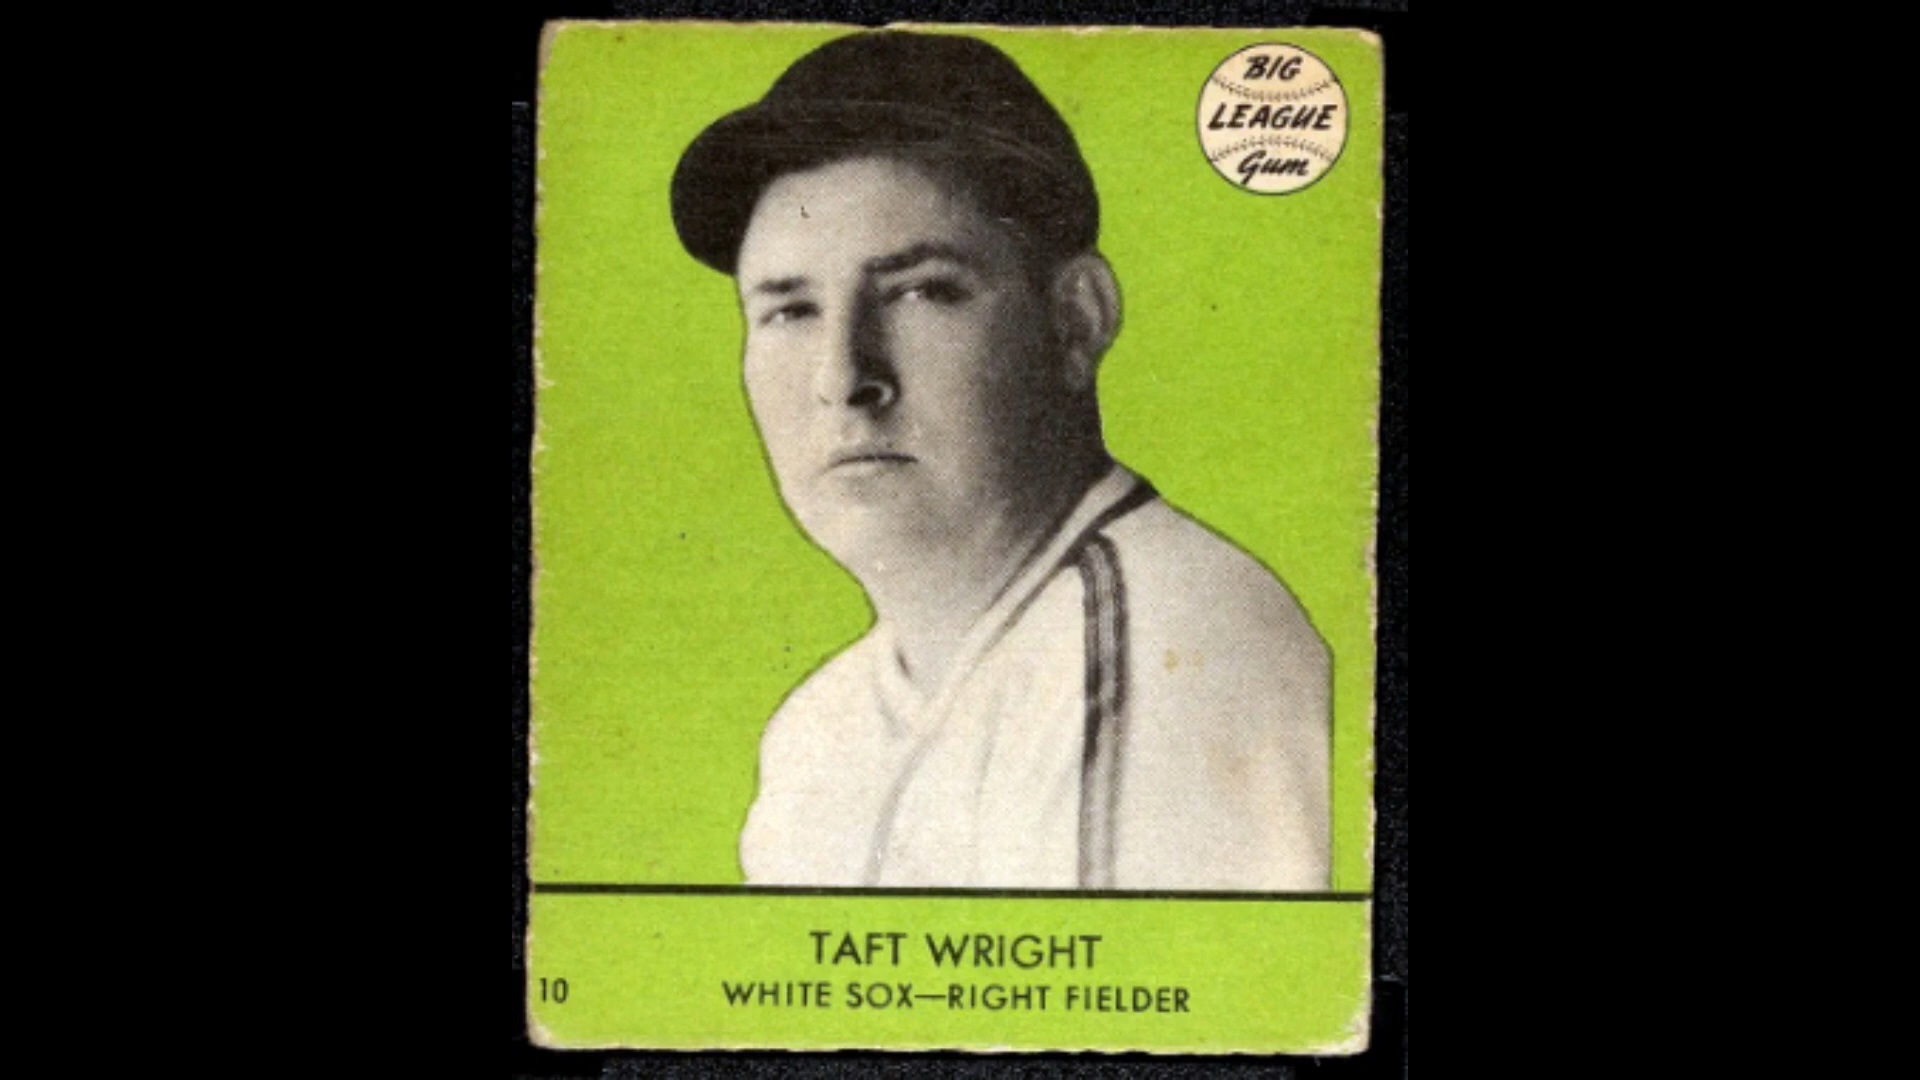 BIG
LEAGUE
Gum
TAFT WRIGHT
10
WHITE SOX—RIGHT FIELDER